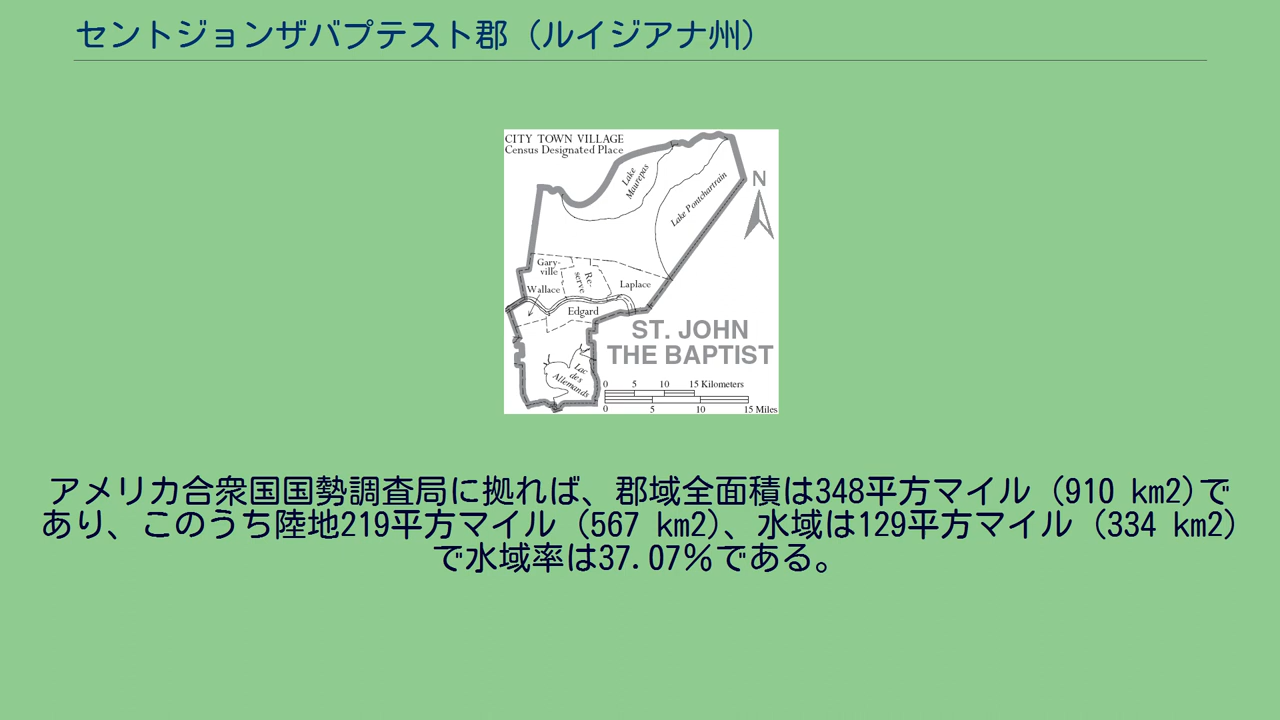 セントジョンザバプテスト郡（ルイジアナ州）
CITY TOWN VILLAGE
Census Designated Place
Lake
Maurepas
Lake Pontchartrain
N
Gary-
ville
Re-
serve
Wallace
Laplace
Edgard
ST. JOHN
THE BAPTIST
Lac
des
Allemands
0 5 10 15 Kilometers
0 5 10 15 Miles
アメリカ合衆国国勢調査局に拠れば、郡域全面積は348平方マイル（910 km2)で
あり、このうち陸地219平方マイル（567 km2)、水域は129平方マイル（334 km2）
で水域率は37.07％である。